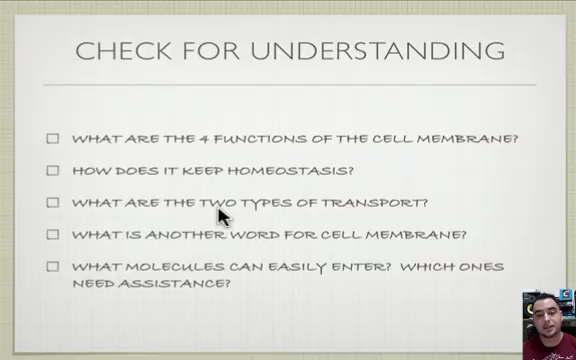 CHECK FOR UNDERSTANDING
WHAT ARE THE 4 FUNCTIONS OF THE CELL MEMBRANE?
HOW DOES IT KEEP HOMEOSTASIS?
WHAT ARE THE TWO TYPES OF TRANSPORT?
WHAT IS ANOTHER WORD FOR CELL MEMBRANE?
WHAT MOLECULES CAN EASILY ENTER? WHICH ONES
NEED ASSISTANCE?